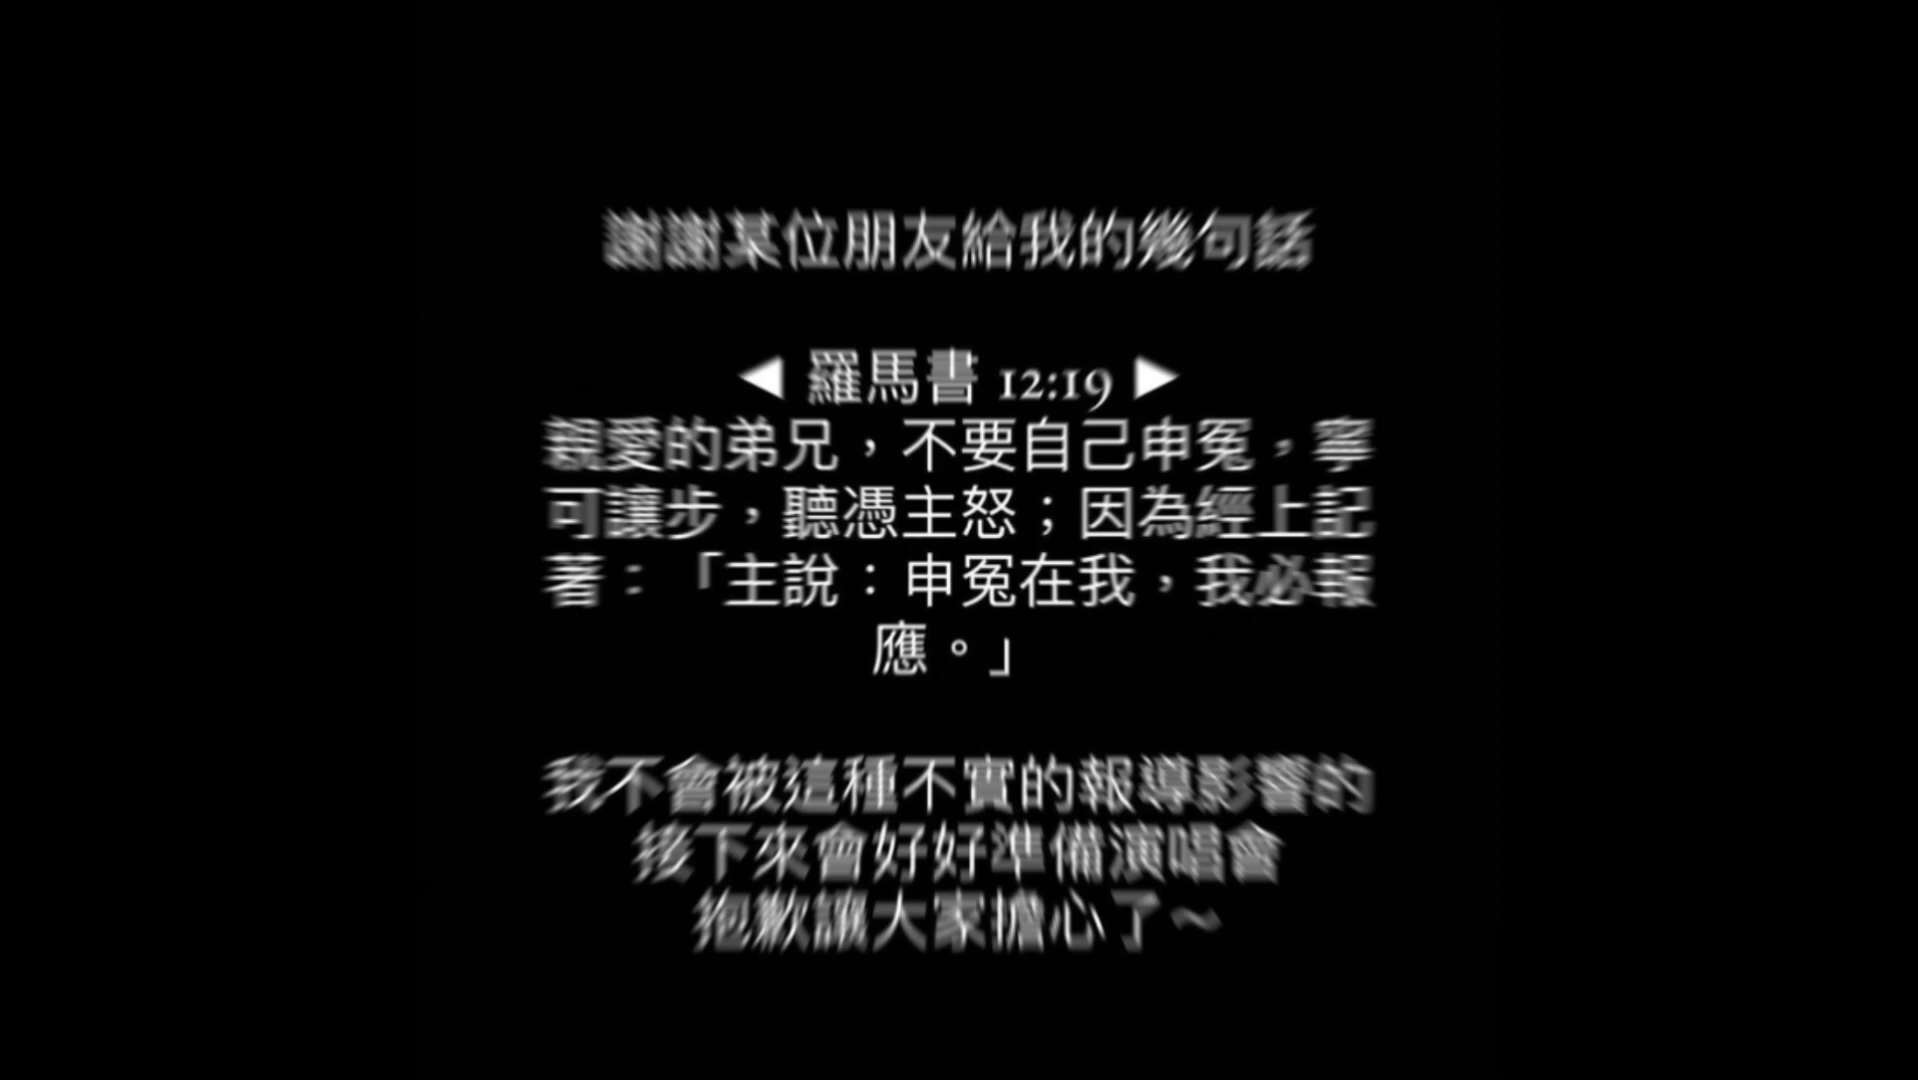 謝謝某位朋友給我的幾句話
◀ 羅馬書 12:19 ▶
親愛的弟兄，不要自己申冤，寧
可讓步，聽憑主怒；因為經上記
著：「主說：申冤在我，我必報
應。」
我不會被這種不實的報導影響的
接下來會好好準備演唱會
抱歉讓大家擔心了～